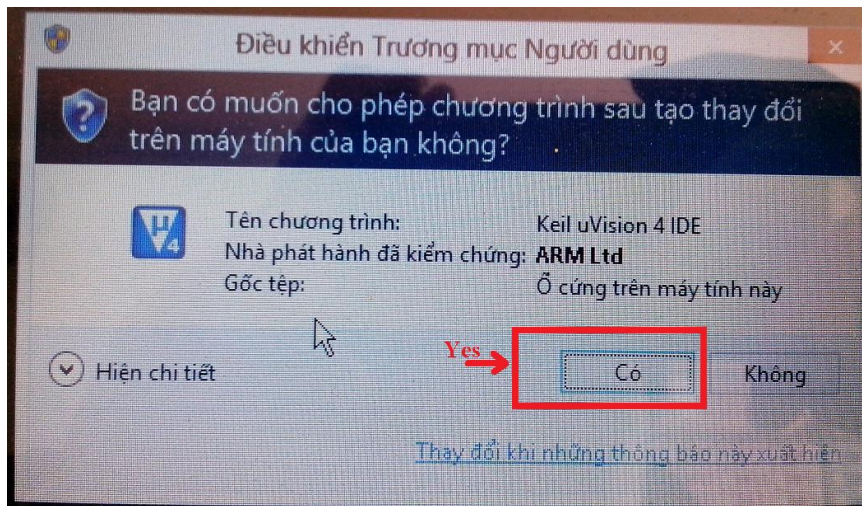 Điều khiển Trương mục Người dùng
Bạn có muốn cho phép chương trình sau tạo thay đổi
trên máy tính của bạn không?
µ
V4
Tên chương trình: Keil uVision 4 IDE
Nhà phát hành đã kiểm chứng: ARM Ltd
Gốc tệp: Ổ cứng trên máy tính này
Hiện chi tiết
Yes
Có
Không
Thay đổi khi những thông báo này xuất hiện